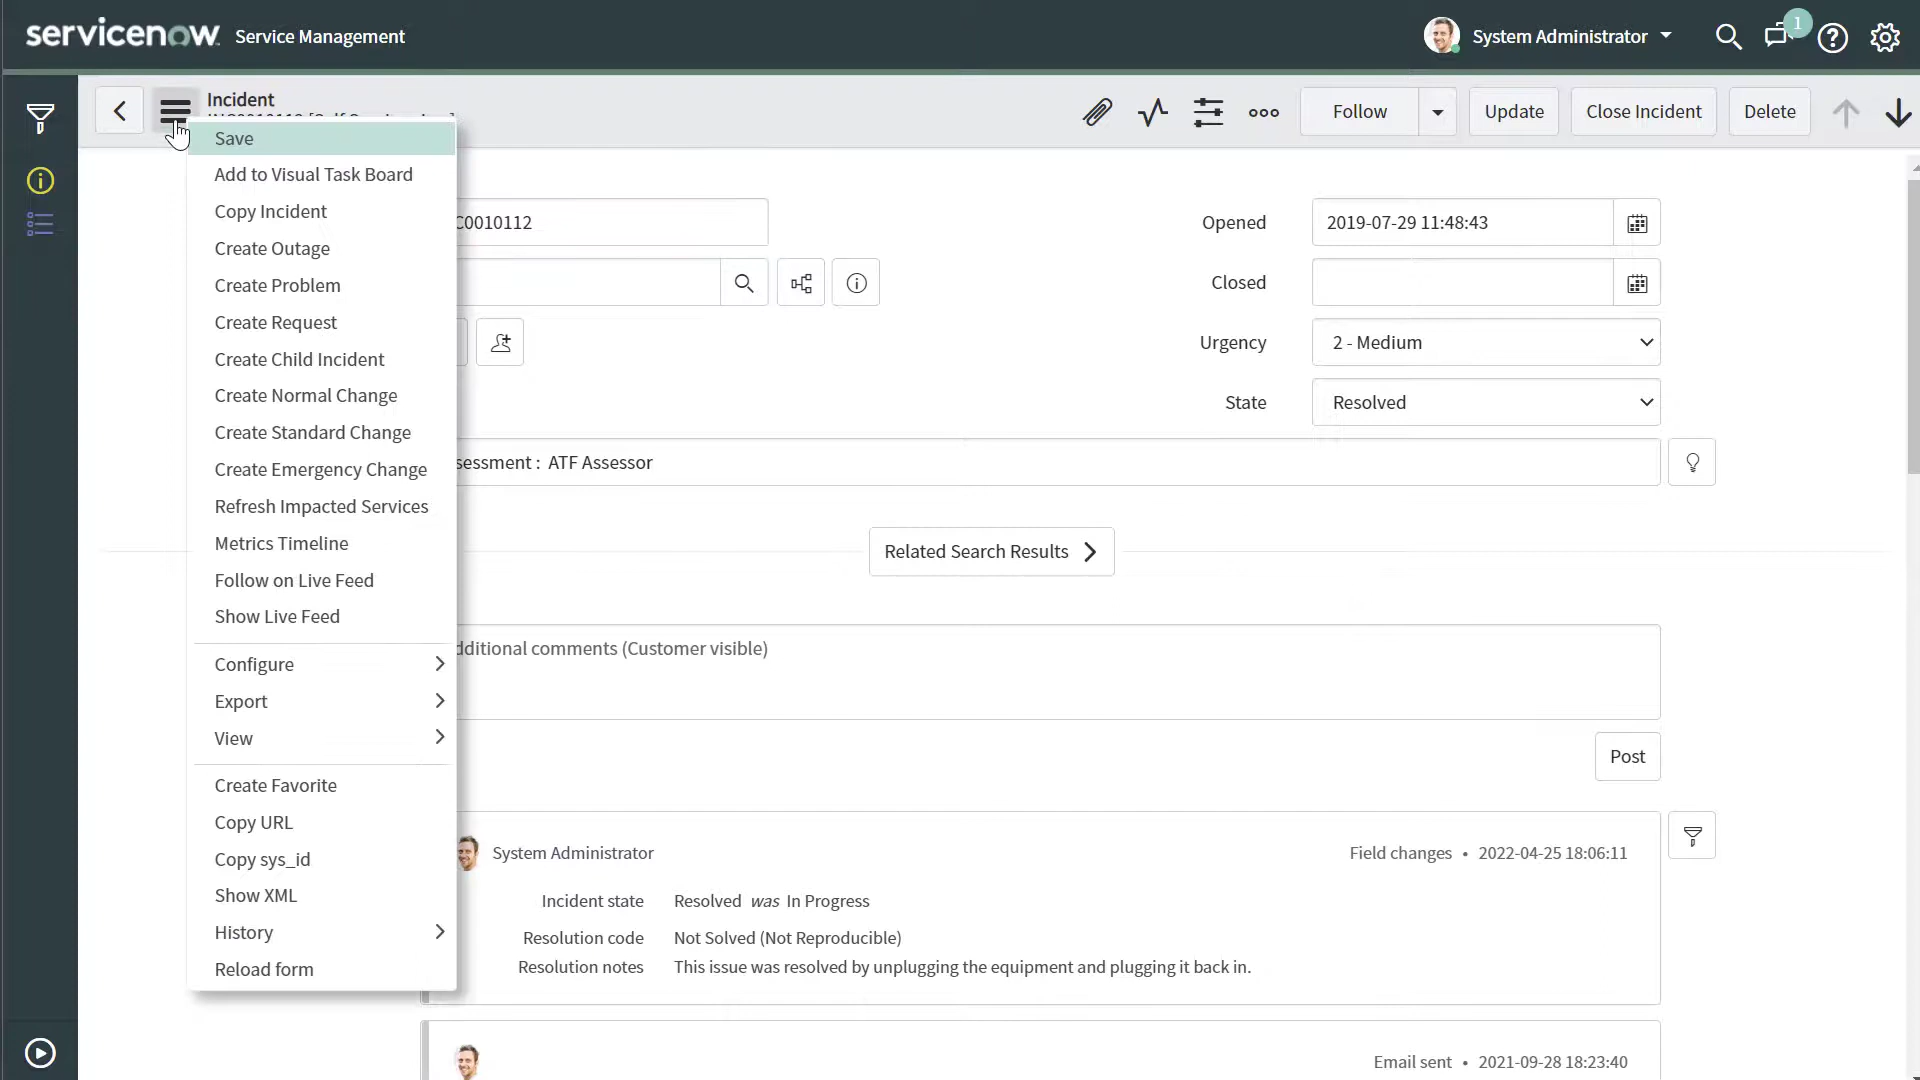 servicenow. Service Management
System Administrator
1
Incident
Follow
Update
Close Incident
Delete
Save
Add to Visual Task Board
Copy Incident
Create Outage
Create Problem
Create Request
Create Child Incident
Create Normal Change
Create Standard Change
Create Emergency Change
Refresh Impacted Services
Metrics Timeline
Follow on Live Feed
Show Live Feed
Configure
Export
View
Create Favorite
Copy URL
Copy sys_id
Show XML
History
Reload form
C0010112
Opened 2019-07-29 11:48:43
Closed
Urgency 2 - Medium
State Resolved
sessment : ATF Assessor
Related Search Results
dditional comments (Customer visible)
Post
System Administrator
Field changes • 2022-04-25 18:06:11
Incident state Resolved was In Progress
Resolution code Not Solved (Not Reproducible)
Resolution notes This issue was resolved by unplugging the equipment and plugging it back in.
Email sent • 2021-09-28 18:23:40